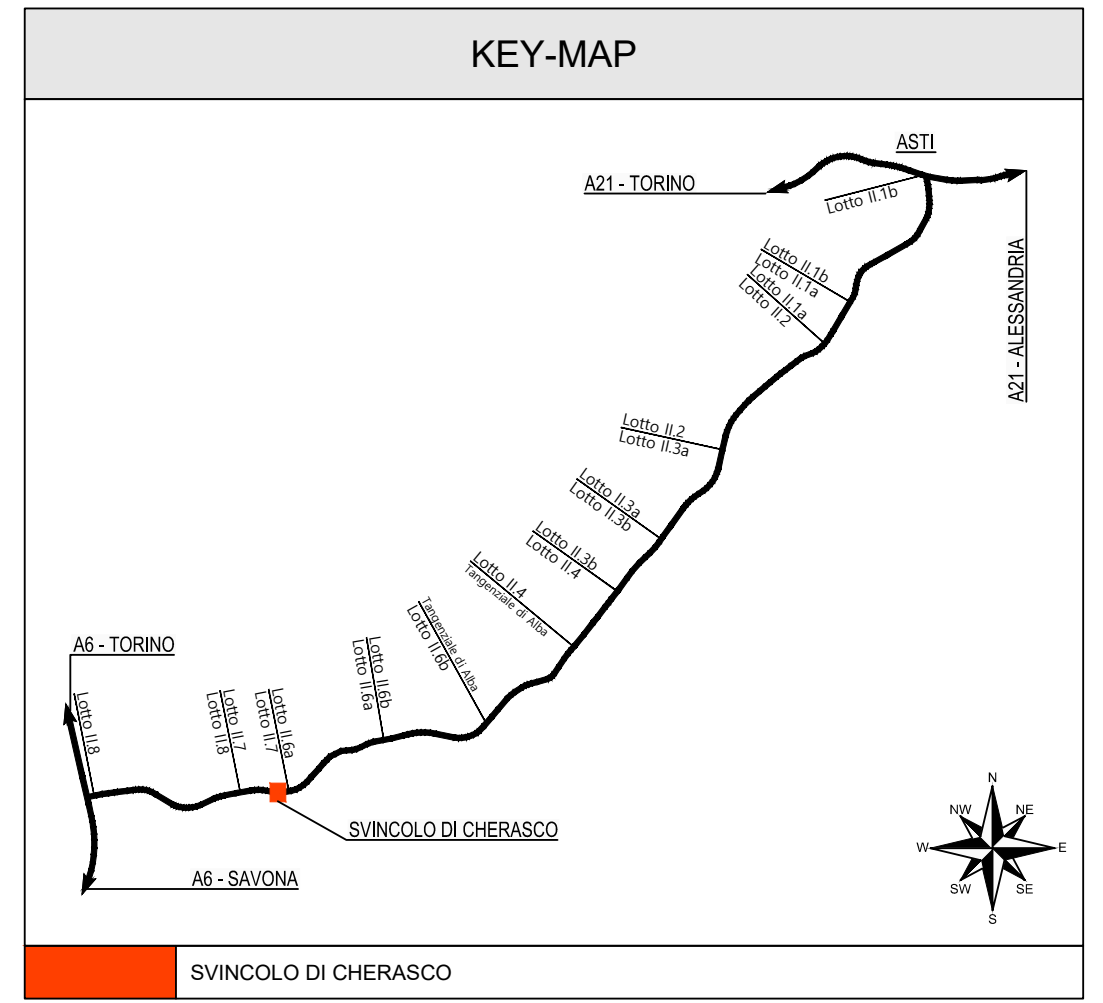 KEY-MAP
ASTI
A21 - TORINO
Lotto II.1b
A21 - ALESSANDRIA
Lotto II.1b
Lotto II.1a
Lotto II.1a
Lotto II.2
Lotto II.2
Lotto II.3a
Lotto II.3a
Lotto II.3b
Lotto II.3b
Lotto II.4
Lotto II.4
Tangenziale di Alba
Tangenziale di Alba
Lotto II.6b
Lotto II.6b
Lotto II.6a
A6 - TORINO
Lotto II.6a
Lotto II.7
Lotto II.7
Lotto II.8
Lotto II.8
SVINCOLO DI CHERASCO
A6 - SAVONA
N
NW
NE
W
E
SW
SE
S
SVINCOLO DI CHERASCO